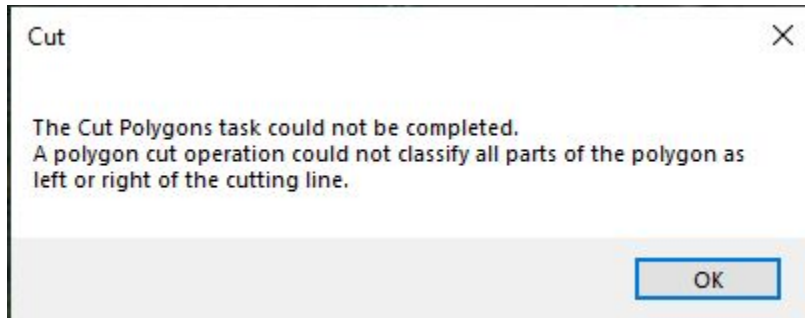 Cut
The Cut Polygons task could not be completed.
A polygon cut operation could not classify all parts of the polygon as
left or right of the cutting line.
OK